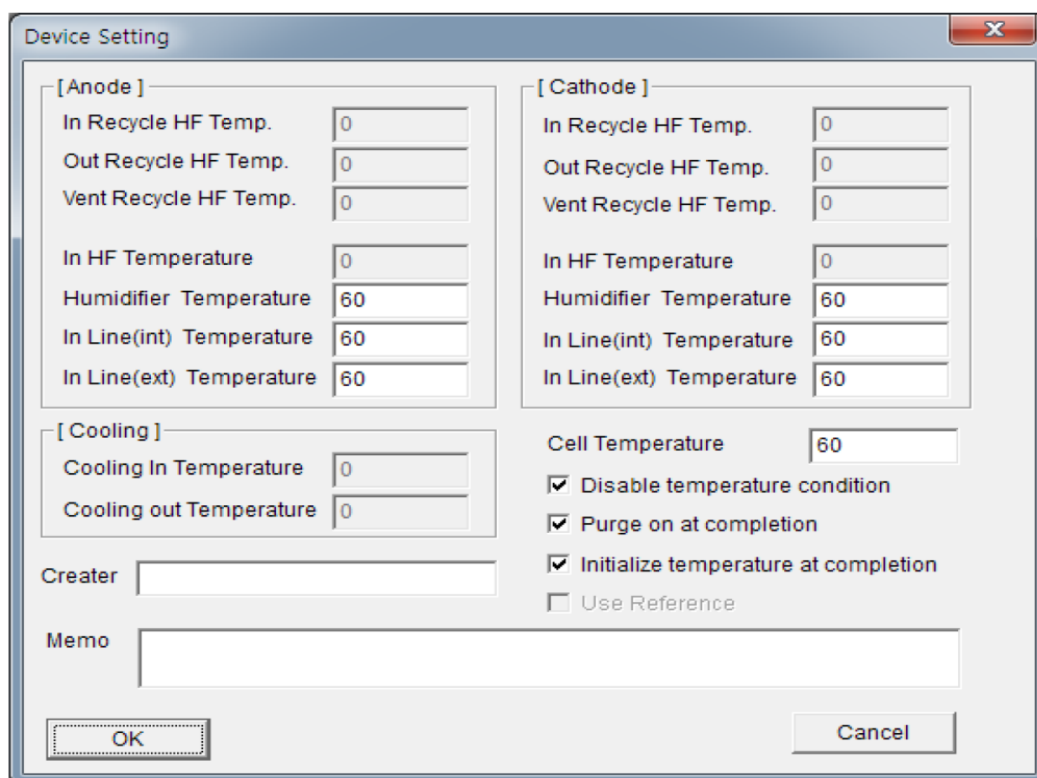 Device Setting
[ Anode ]
In Recycle HF Temp. 0
Out Recycle HF Temp. 0
Vent Recycle HF Temp. 0
In HF Temperature 0
Humidifier Temperature 60
In Line(int) Temperature 60
In Line(ext) Temperature 60
[ Cathode ]
In Recycle HF Temp. 0
Out Recycle HF Temp. 0
Vent Recycle HF Temp. 0
In HF Temperature 0
Humidifier Temperature 60
In Line(int) Temperature 60
In Line(ext) Temperature 60
[ Cooling ]
Cooling In Temperature 0
Cooling out Temperature 0
Cell Temperature 60
Disable temperature condition
Purge on at completion
Initialize temperature at completion
Use Reference
Creater
Memo
OK
Cancel